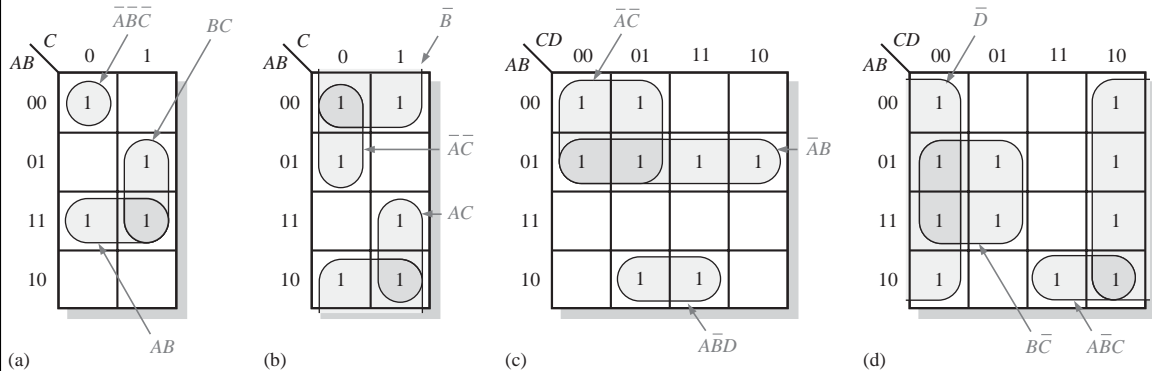 A̅B̅C̅
BC
C
AB
0 1
00 1
01 1
11 1 1
10
AB
(a)
B̅
C
AB
0 1
00 1 1
01 1
A̅C̅
11 1
AC
10 1 1
(b)
A̅C̅
CD
AB
00 01 11 10
00 1 1
01 1 1 1 1
A̅B
11
10 1 1
AB̅D
(c)
D̅
CD
AB
00 01 11 10
00 1 1
01 1 1 1
11 1 1 1
10 1 1 1
BC̅
AB̅C
(d)